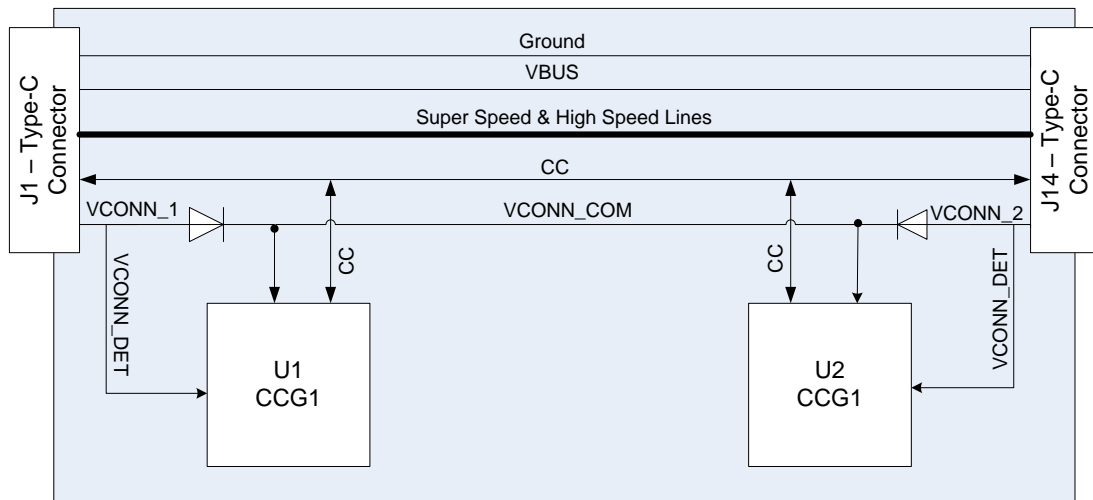 J1 – Type-C
Connector
Ground
VBUS
Super Speed & High Speed Lines
CC
VCONN_1
VCONN_COM
VCONN_2
J14 – Type-C
Connector
VCONN_DET
CC
CC
VCONN_DET
U1
CCG1
U2
CCG1